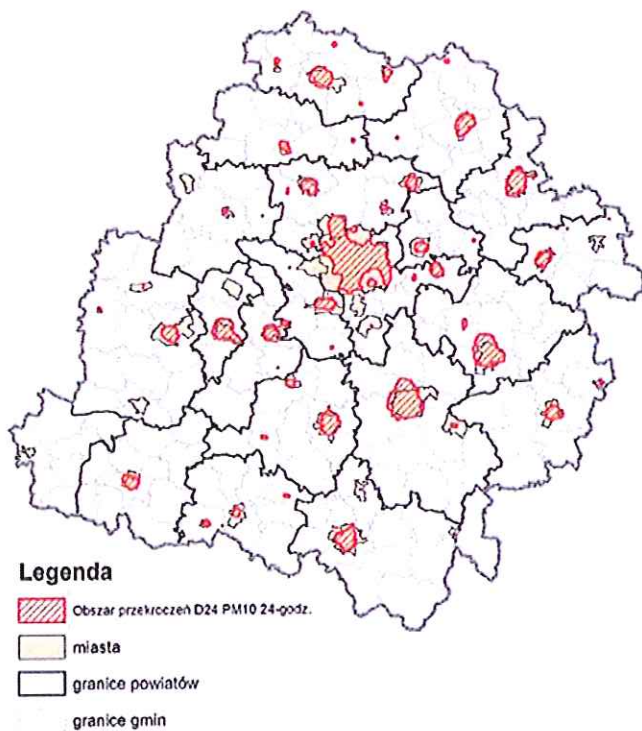 Legenda
Obszar przekroczeń D24 PM10 24-godz.
miasta
granice powiatów
granice gmin